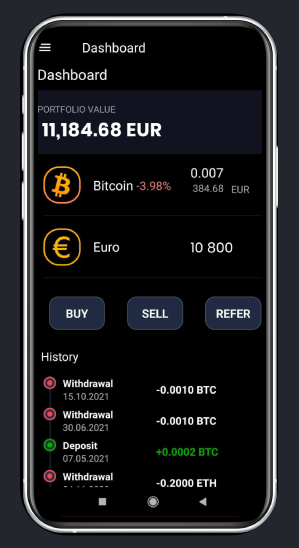 Dashboard
Dashboard
PORTFOLIO VALUE
11,184.68 EUR
Bitcoin -3.98% 0.007
384.68 EUR
Euro 10 800
BUY SELL REFER
History
Withdrawal -0.0010 BTC
15.10.2021
Withdrawal -0.0010 BTC
30.06.2021
Deposit +0.0002 BTC
07.05.2021
Withdrawal -0.2000 ETH